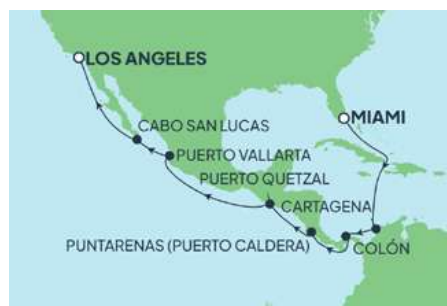 LOS ANGELES
MIAMI
CABO SAN LUCAS
PUERTO VALLARTA
PUERTO QUETZAL
CARTAGENA
PUNTARENAS (PUERTO CALDERA)
COLÓN